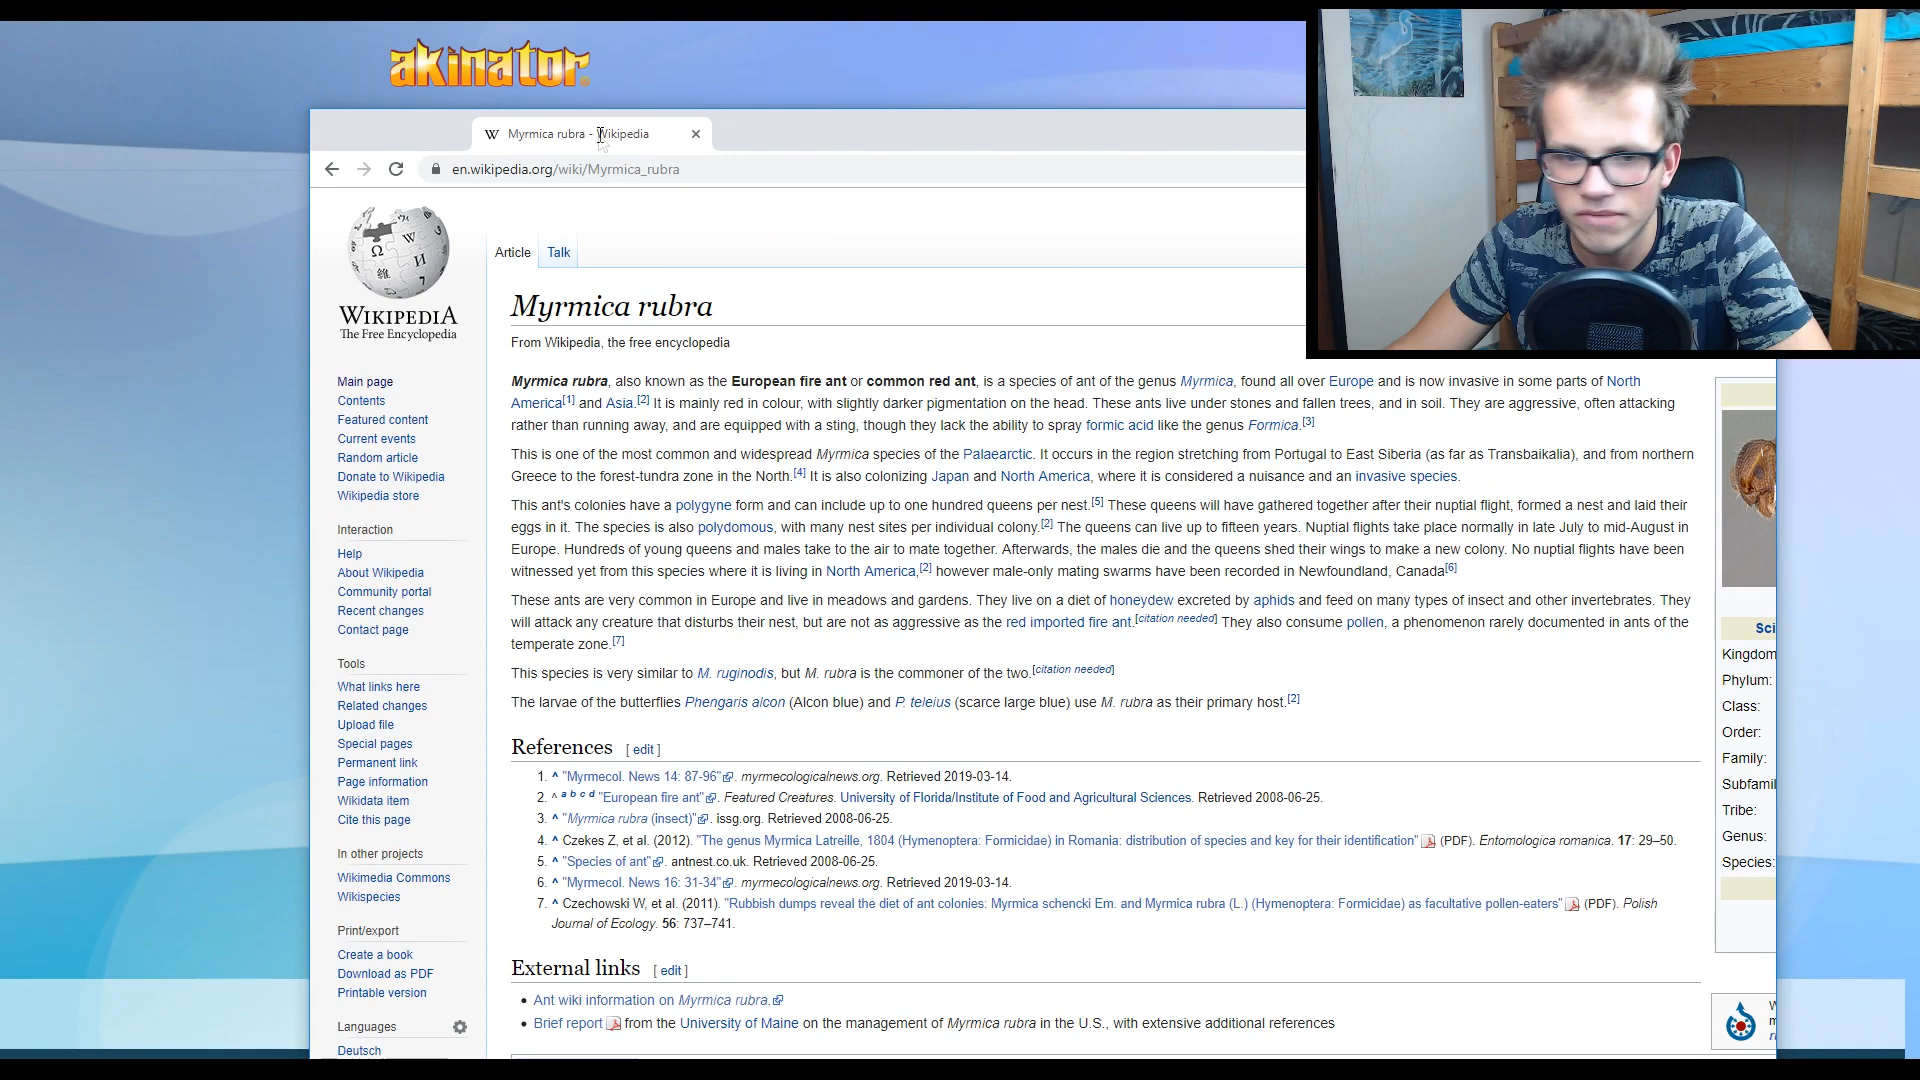 akinator
Myrmica rubra - Wikipedia
en.wikipedia.org/wiki/Myrmica_rubra
WIKIPEDIA
The Free Encyclopedia
Main page
Contents
Featured content
Current events
Random article
Donate to Wikipedia
Wikipedia store
Interaction
Help
About Wikipedia
Community portal
Recent changes
Contact page
Tools
What links here
Related changes
Upload file
Special pages
Permanent link
Page information
Wikidata item
Cite this page
In other projects
Wikimedia Commons
Wikispecies
Print/export
Create a book
Download as PDF
Printable version
Languages
Deutsch
Article Talk
Myrmica rubra
From Wikipedia, the free encyclopedia
Myrmica rubra, also known as the European fire ant or common red ant, is a species of ant of the genus Myrmica, found all over Europe and is now invasive in some parts of North
America[1] and Asia.[2] It is mainly red in colour, with slightly darker pigmentation on the head. These ants live under stones and fallen trees, and in soil. They are aggressive, often attacking
rather than running away, and are equipped with a sting, though they lack the ability to spray formic acid like the genus Formica.[3]
This is one of the most common and widespread Myrmica species of the Palaearctic. It occurs in the region stretching from Portugal to East Siberia (as far as Transbaikalia), and from northern
Greece to the forest-tundra zone in the North.[4] It is also colonizing Japan and North America, where it is considered a nuisance and an invasive species.
This ant's colonies have a polygyne form and can include up to one hundred queens per nest.[5] These queens will have gathered together after their nuptial flight, formed a nest and laid their
eggs in it. The species is also polydomous, with many nest sites per individual colony.[2] The queens can live up to fifteen years. Nuptial flights take place normally in late July to mid-August in
Europe. Hundreds of young queens and males take to the air to mate together. Afterwards, the males die and the queens shed their wings to make a new colony. No nuptial flights have been
witnessed yet from this species where it is living in North America,[2] however male-only mating swarms have been recorded in Newfoundland, Canada[6]
These ants are very common in Europe and live in meadows and gardens. They live on a diet of honeydew excreted by aphids and feed on many types of insect and other invertebrates. They
will attack any creature that disturbs their nest, but are not as aggressive as the red imported fire ant.[citation needed] They also consume pollen, a phenomenon rarely documented in ants of the
temperate zone.[7]
This species is very similar to M. ruginodis, but M. rubra is the commoner of the two.[citation needed]
The larvae of the butterflies Phengaris alcon (Alcon blue) and P. teleius (scarce large blue) use M. rubra as their primary host.[2]
References [ edit ]
1. ^ "Myrmecol. News 14: 87-96". myrmecologicalnews.org. Retrieved 2019-03-14.
2. ^ a b c d "European fire ant". Featured Creatures. University of Florida/Institute of Food and Agricultural Sciences. Retrieved 2008-06-25.
3. ^ "Myrmica rubra (insect)". issg.org. Retrieved 2008-06-25.
4. ^ Czekes Z, et al. (2012). "The genus Myrmica Latreille, 1804 (Hymenoptera: Formicidae) in Romania: distribution of species and key for their identification" (PDF). Entomologica romanica. 17: 29–50.
5. ^ "Species of ant". antnest.co.uk. Retrieved 2008-06-25.
6. ^ "Myrmecol. News 16: 31-34". myrmecologicalnews.org. Retrieved 2019-03-14.
7. ^ Czechowski W, et al. (2011). "Rubbish dumps reveal the diet of ant colonies: Myrmica schencki Em. and Myrmica rubra (L.) (Hymenoptera: Formicidae) as facultative pollen-eaters" (PDF). Polish
Journal of Ecology. 56: 737–741.
External links [ edit ]
• Ant wiki information on Myrmica rubra.
• Brief report from the University of Maine on the management of Myrmica rubra in the U.S., with extensive additional references
Sci
Kingdom
Phylum:
Class:
Order:
Family:
Subfamil
Tribe:
Genus:
Species: